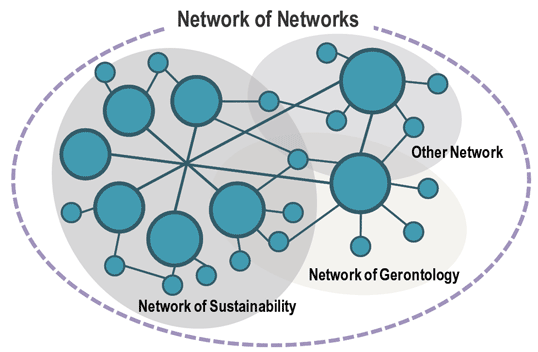 Network of Networks
Other Network
Network of Gerontology
Network of Sustainability